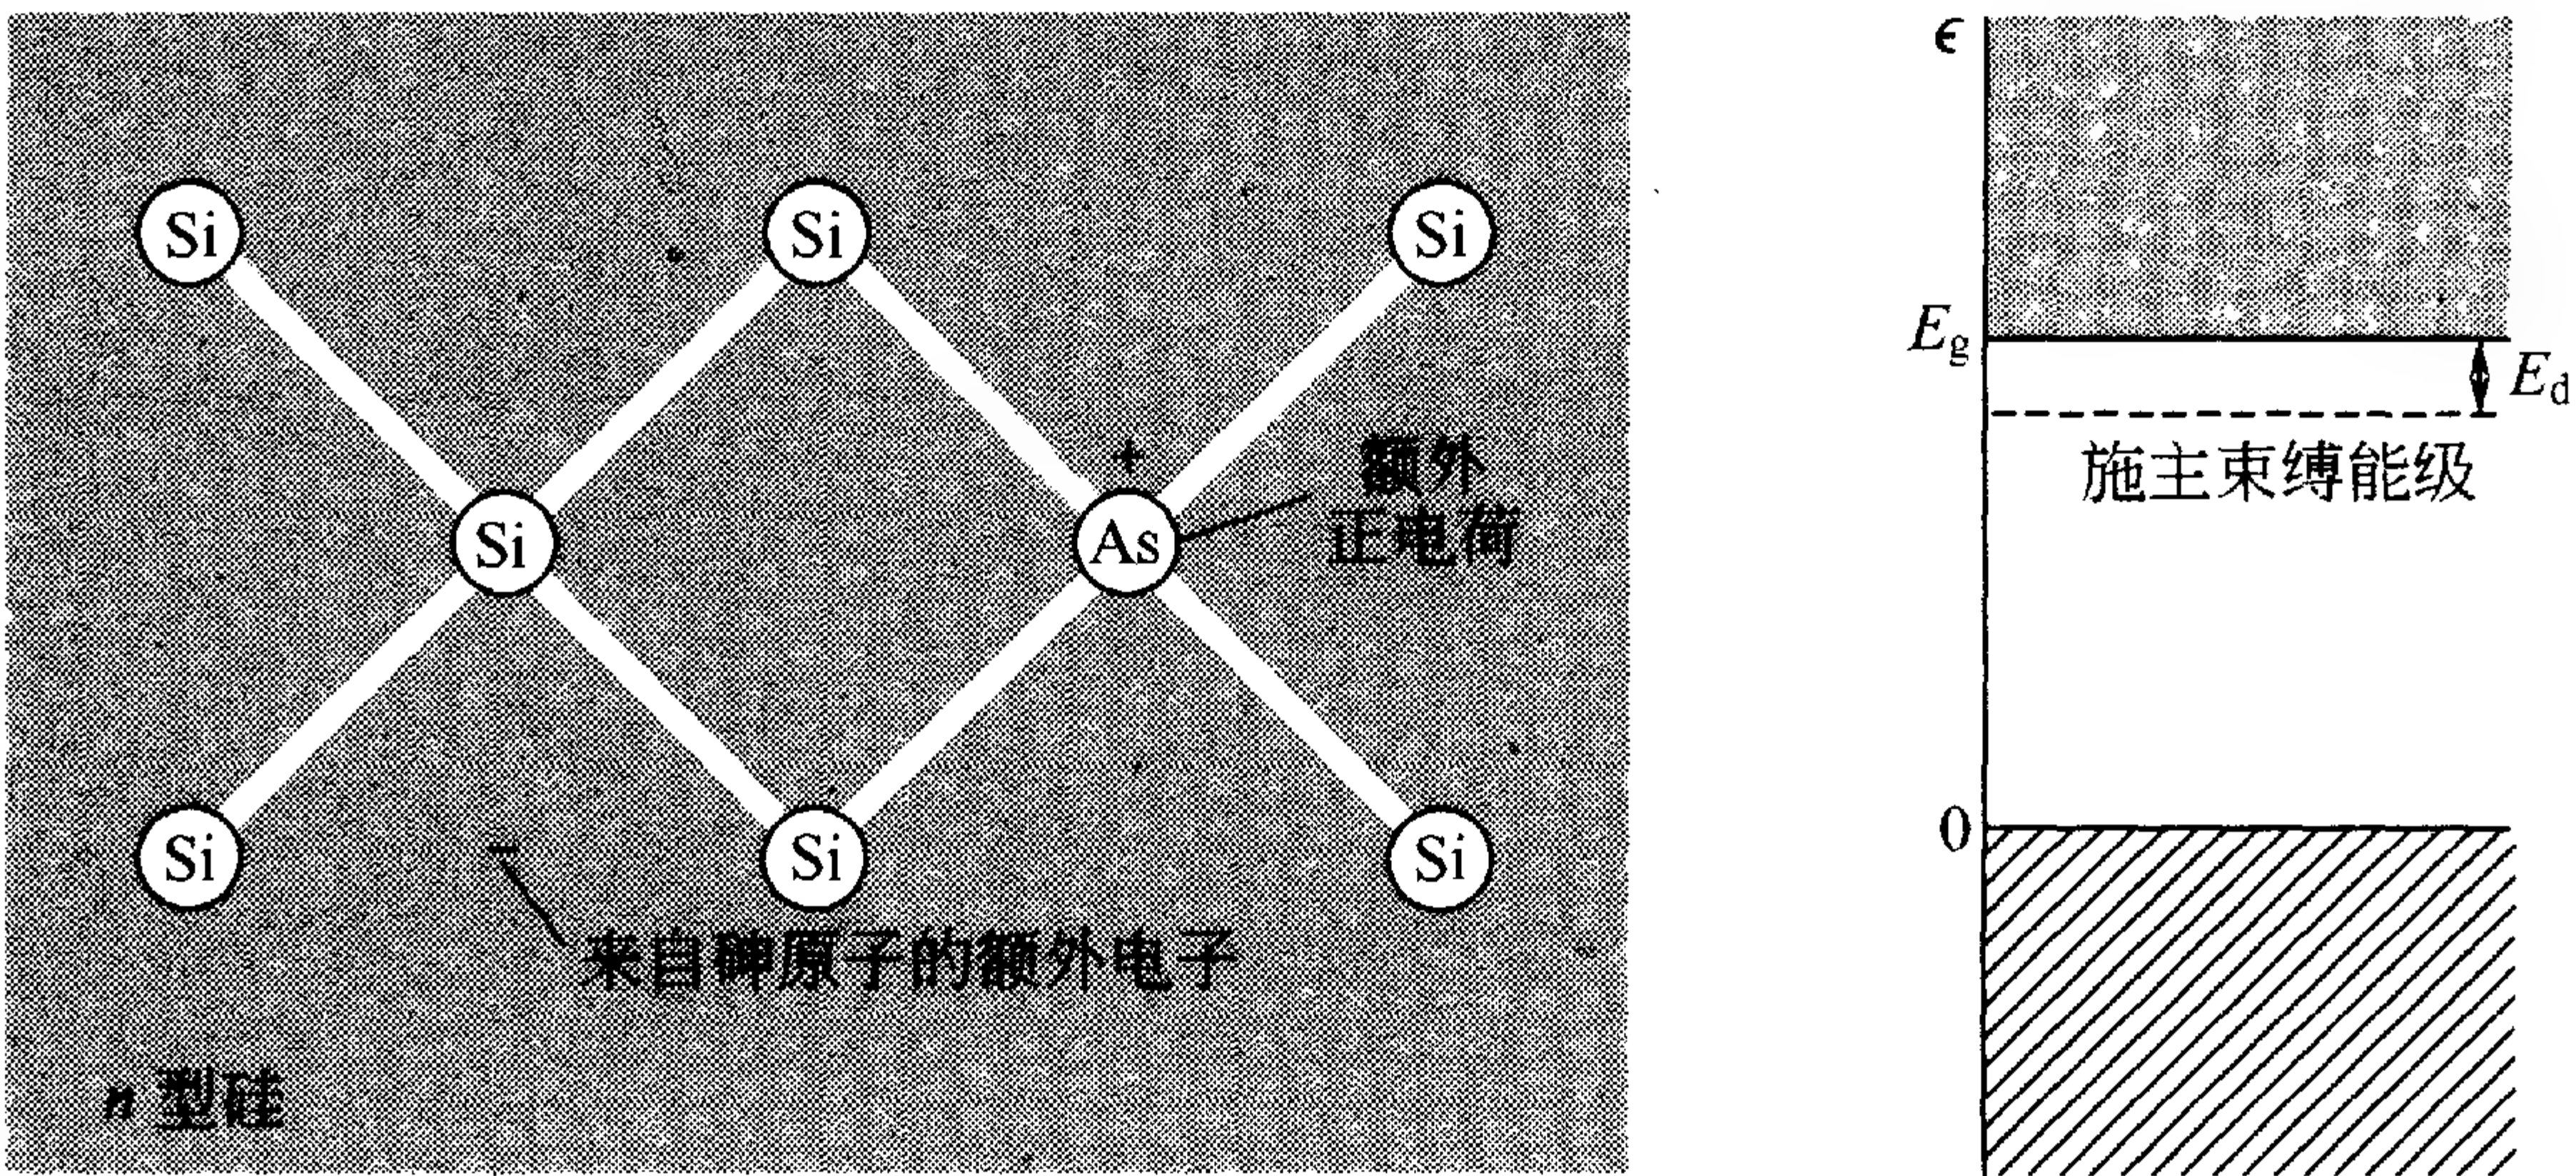 Si
Si
Si
Si
+
As
额外
正电荷
Si
Si
Si
−
来自砷原子的额外电子
n 型硅
ϵ
E_g
E_d
施主束缚能级
0